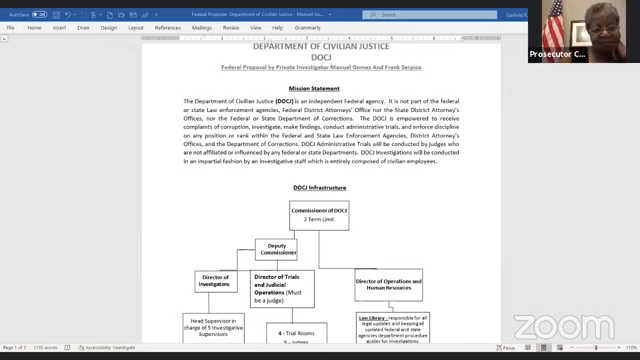 AutoSave Off
Federal Proposal- Department of Civilian Justice - Manuel Gom
Search
File Home Insert Draw Design Layout References Mailings Review View Help Grammarly
DEPARTMENT OF CIVILIAN JUSTICE
DOCJ
Federal Proposal by Private Investigator Manuel Gomez and Frank Serpico
Mission Statement
The Department of Civilian Justice (DOCJ) is an independent Federal agency. It is not part of the federal
or state Law enforcement agencies, Federal District Attorneys' Office nor the State District Attorney's
Offices, nor the Federal or State Department of Corrections. The DOCJ is empowered to receive
complaints of corruption, investigate, make findings, conduct administrative trials, and enforce discipline
on any position or rank within the Federal and State Law Enforcement Agencies, District Attorney's
Offices, and the Department of Corrections. DOCJ Administrative Trials will be conducted by judges who
are not affiliated or influenced by any federal or state Departments. DOCJ Investigations will be conducted
in an impartial fashion by an Investigative staff which is entirely composed of civilian employees.
DOCJ Infrastructure
Commissioner of DOCJ
2 Term Limit
Deputy
Commissioner
Director of
Investigations
Director of Trials
and Judicial
Operations (Must
be a judge)
Director of Operations and
Human Resources
Head Supervisor in
charge of 5 Investigative
Supervisors
4 - Trial Rooms
Judges
Law Library - responsible for
all legal updates and keeping
all updated federal and state
agencies department procedure
guides for investigations.
Prosecutor C...
Page 1 of 3 1135 words Accessibility: Investigate
110%
zoom